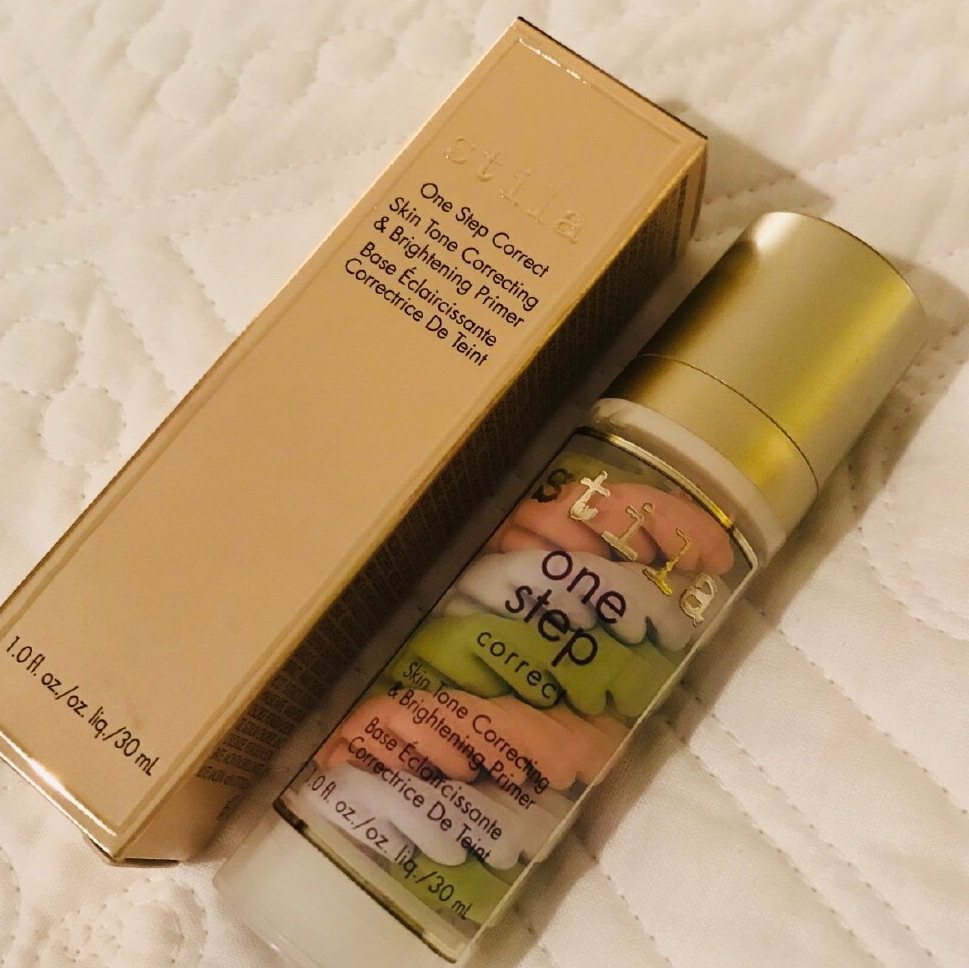 stila
One Step Correct
Skin Tone Correcting
& Brightening Primer
Base Éclaircissante
Correctrice De Teint
1.0 fl. oz./oz. liq./30 mL
stila
one
step
correct
Skin Tone Correcting
& Brightening Primer
Base Éclaircissante
Correctrice De Teint
1.0 fl. oz./oz. liq./30 mL